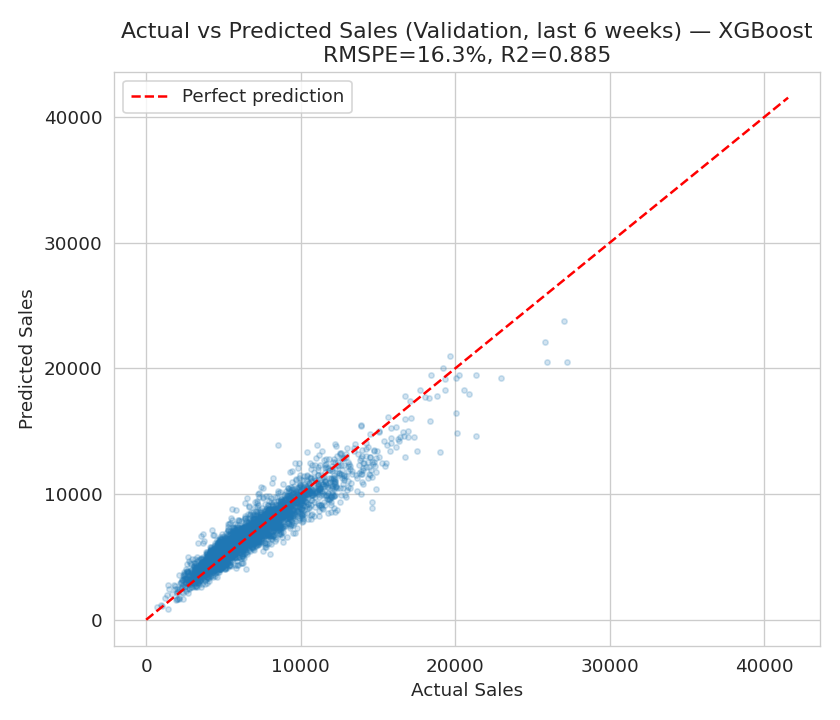 Actual vs Predicted Sales (Validation, last 6 weeks) — XGBoost
RMSPE=16.3%, R2=0.885
Perfect prediction
40000
30000
20000
10000
0
Predicted Sales
0
10000
20000
30000
40000
Actual Sales